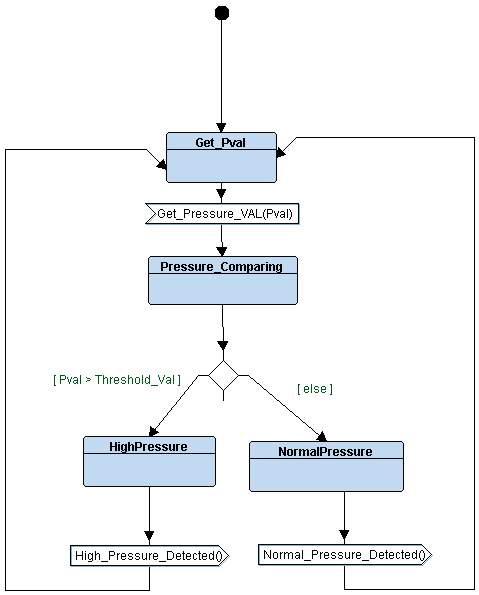 Get_Pval
Get_Pressure_VAL(Pval)
Pressure_Comparing
[ Pval > Threshold_Val ]
[ else ]
HighPressure
NormalPressure
High_Pressure_Detected()
Normal_Pressure_Detected()